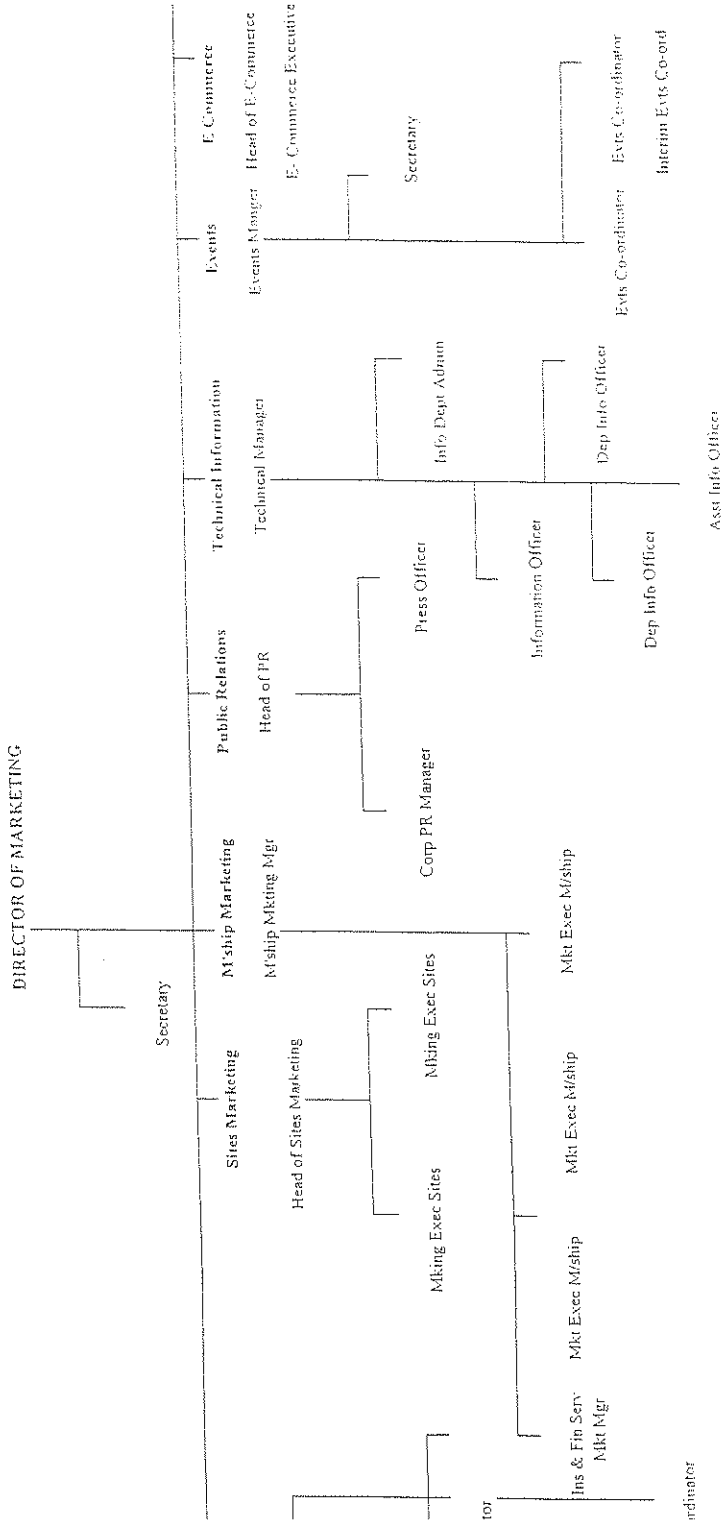 DIRECTOR OF MARKETING
Secretary
Sites Marketing
Head of Sites Marketing
Mking Exec Sites
Mking Exec Sites
M'ship Marketing
M'ship Mkting Mgr
Ins & Fin Serv
Mkt Mgr
Mkt Exec M/ship
Mkt Exec M/ship
Mkt Exec M/ship
Public Relations
Head of PR
Corp PR Manager
Press Officer
Technical Information
Technical Manager
Info Dept Admin
Information Officer
Dep Info Officer
Dep Info Officer
Asst Info Officer
Events
Events Manger
Secretary
Evts Co-ordinator
Evts Co-ordinator
Interim Evts Co-ord
E Commerce
Head of E-Commerce
E- Commerce Executive
tor
rdinator